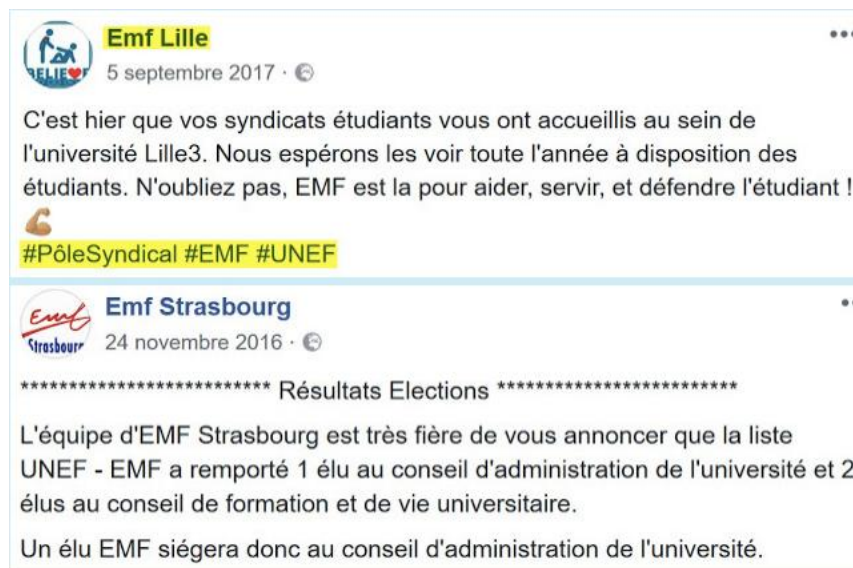 Emf Lille
5 septembre 2017 ·
C'est hier que vos syndicats étudiants vous ont accueillis au sein de
l'université Lille3. Nous espérons les voir toute l'année à disposition des
étudiants. N'oubliez pas, EMF est la pour aider, servir, et défendre l'étudiant !
#PôleSyndical #EMF #UNEF
Emf
Strasbourg
Emf Strasbourg
24 novembre 2016 ·
************************** Résultats Elections *************************
L'équipe d'EMF Strasbourg est très fière de vous annoncer que la liste
UNEF - EMF a remporté 1 élu au conseil d'administration de l'université et 2
élus au conseil de formation et de vie universitaire.
Un élu EMF siégera donc au conseil d'administration de l'université.